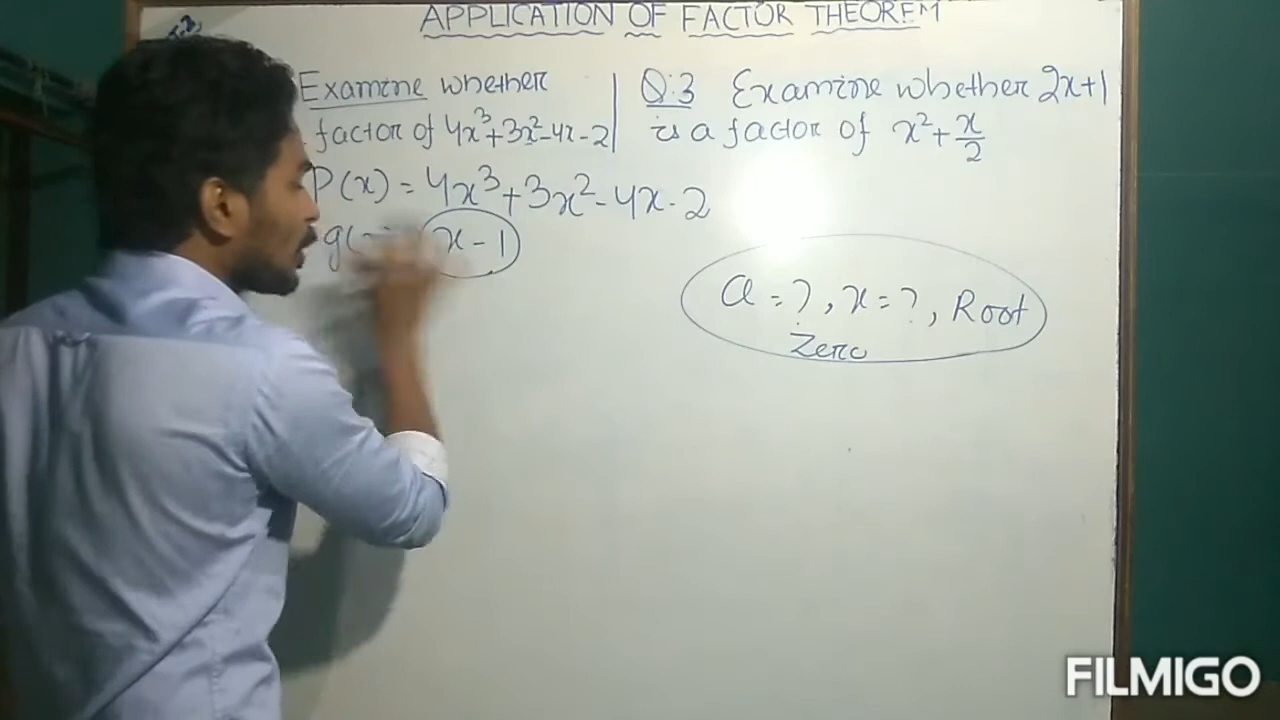 APPLICATION OF FACTOR THEOREM
Examine whether
factor of 4x³+3x²-4x-2
Q.3 Examine whether 2x+1
is a factor of x²+x/2
P(x) = 4x³+3x²-4x-2
g( x-1
a=?, x=?, Root
Zero
FILMIGO